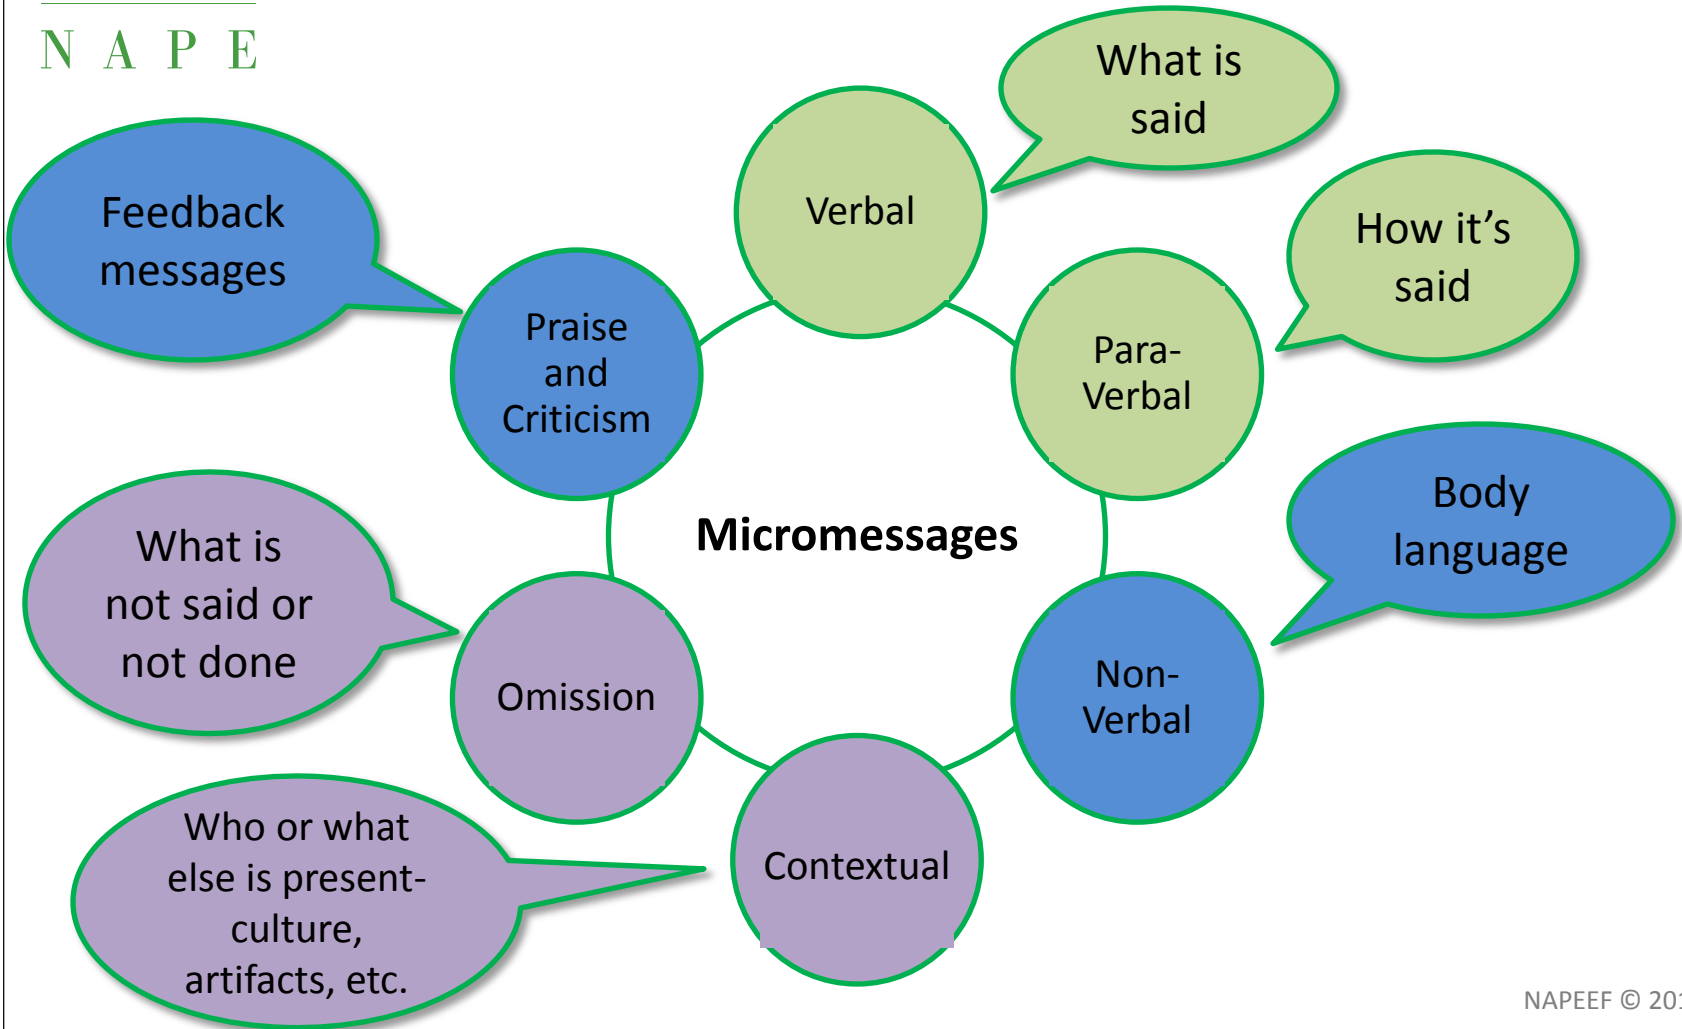 N A P E
What is
said
Verbal
How it's
said
Feedback
messages
Praise
and
Criticism
Para-
Verbal
Body
language
Micromessages
What is
not said or
not done
Omission
Non-
Verbal
Who or what
else is present-
culture,
artifacts, etc.
Contextual
NAPEEF © 201